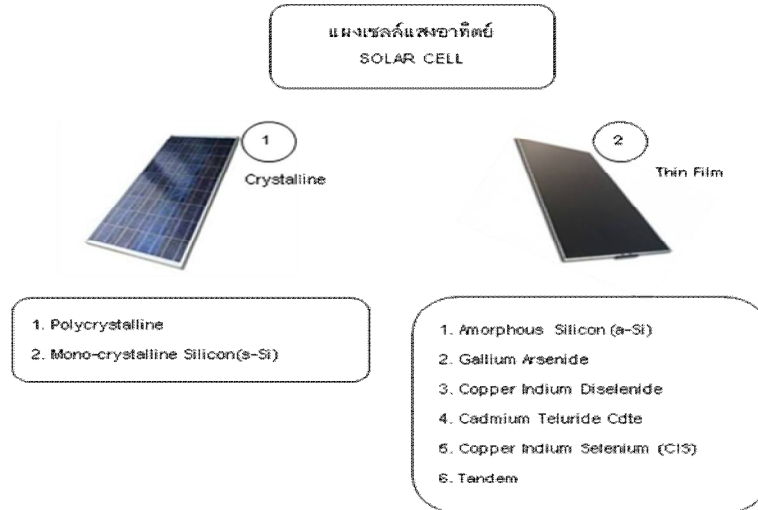 แผงเซลล์แสงอาทิตย์
SOLAR CELL
1
Crystalline
2
Thin Film
1. Polycrystalline
2. Mono-crystalline Silicon(s-Si)
1. Amorphous Silicon (a-Si)
2. Gallium Arsenide
3. Copper Indium Diselenide
4. Cadmium Teluride Cdte
5. Copper Indium Selenium (CIS)
6. Tandem